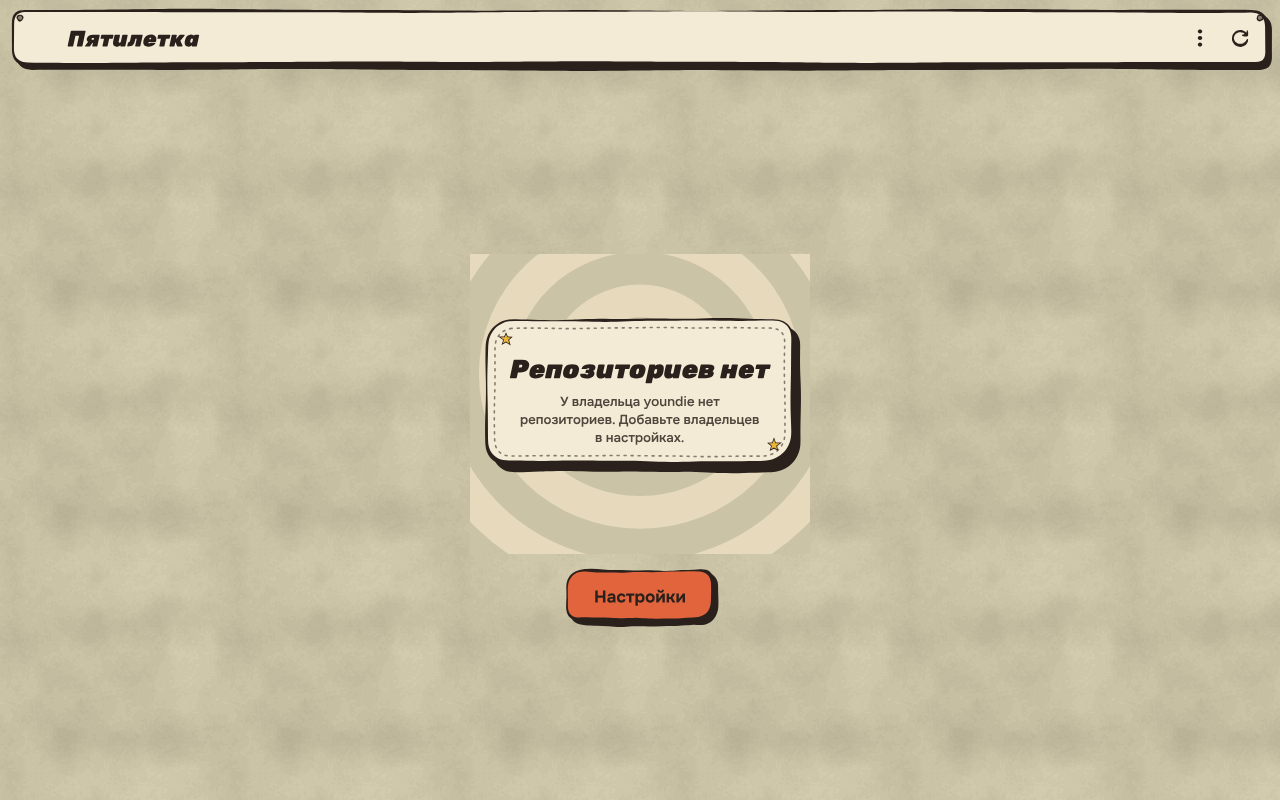 Пятилетка
Репозиториев нет
У владельца youndie нет
репозиториев. Добавьте владельцев
в настройках.
Настройки